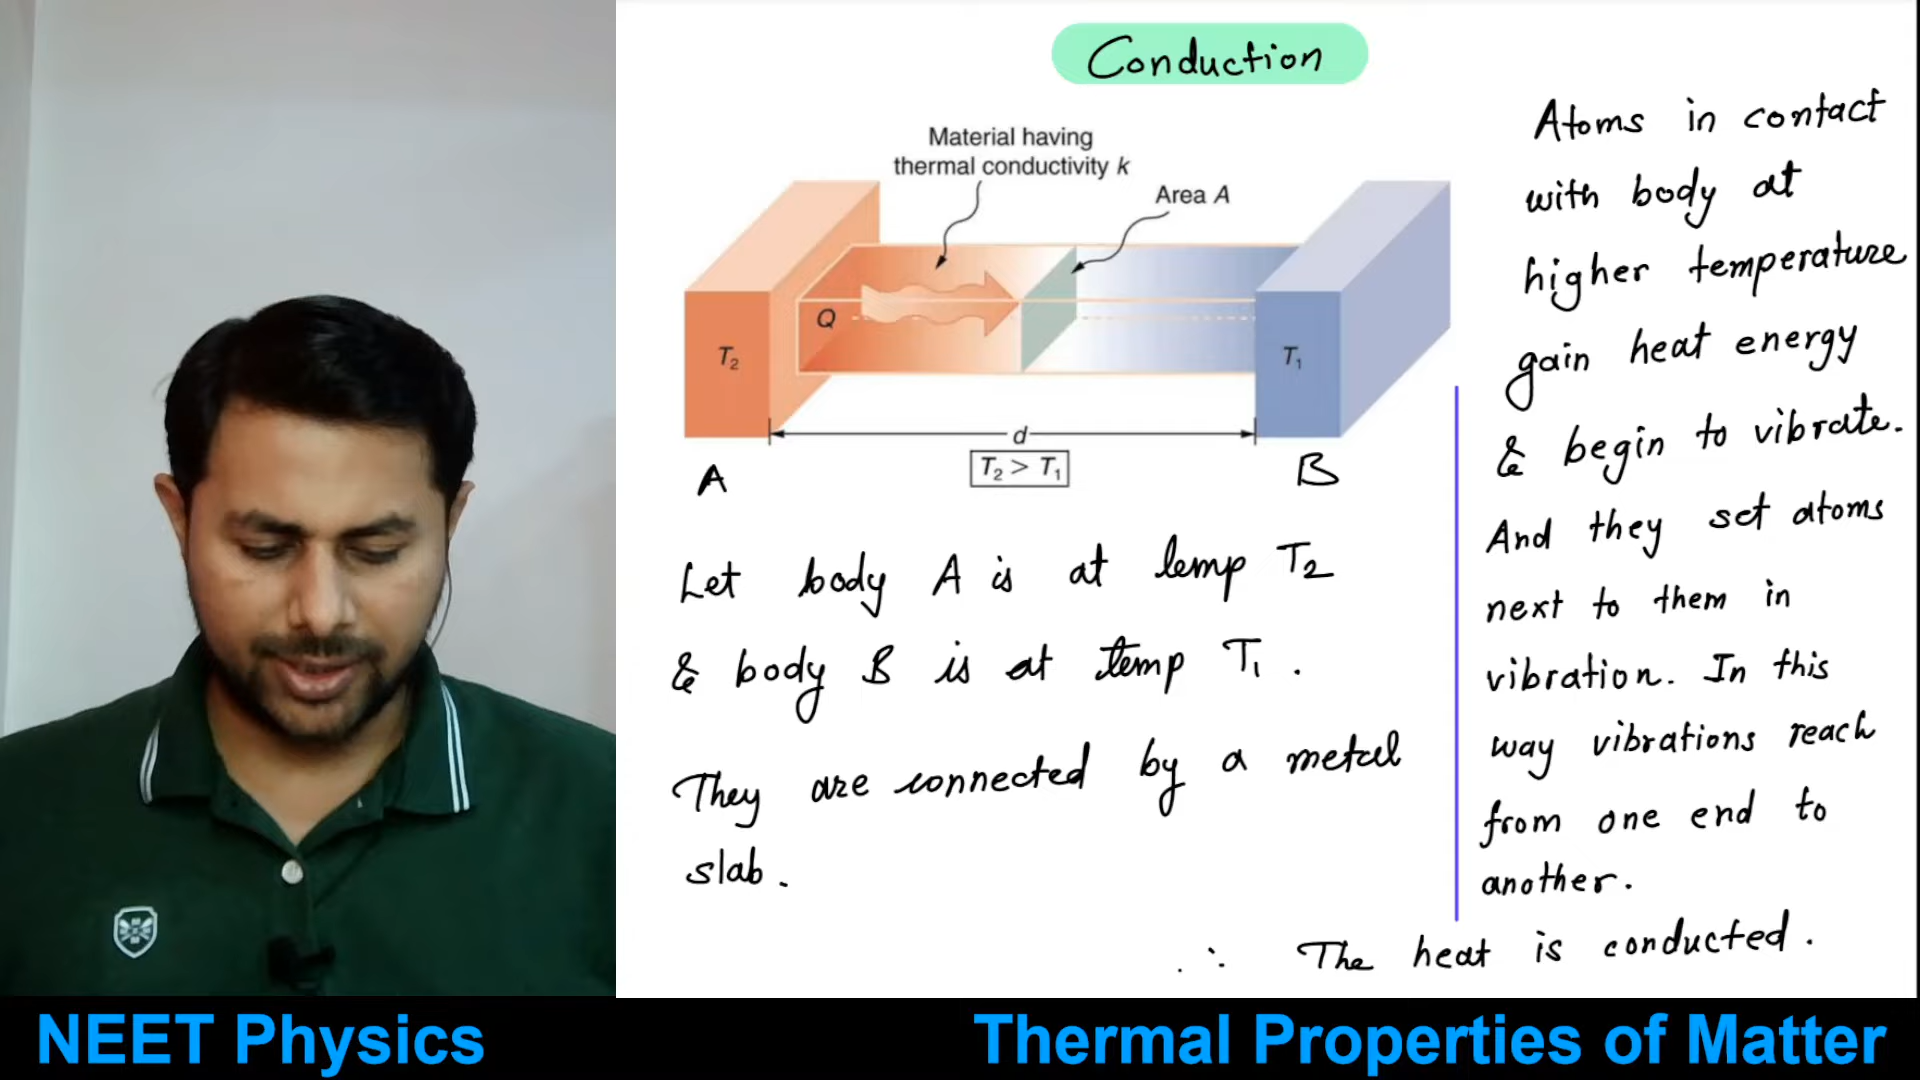 Conduction
Material having
thermal conductivity k
Area A
Q
T2
T1
d
T2 > T1
A
B
Let body A is at temp T2
& body B is at temp T1 .
They are connected by a metal
slab .
Atoms in contact
with body at
higher temperature
gain heat energy
& begin to vibrate.
And they set atoms
next to them in
vibration. In this
way vibrations reach
from one end to
another.
∴ The heat is conducted.
NEET Physics
Thermal Properties of Matter